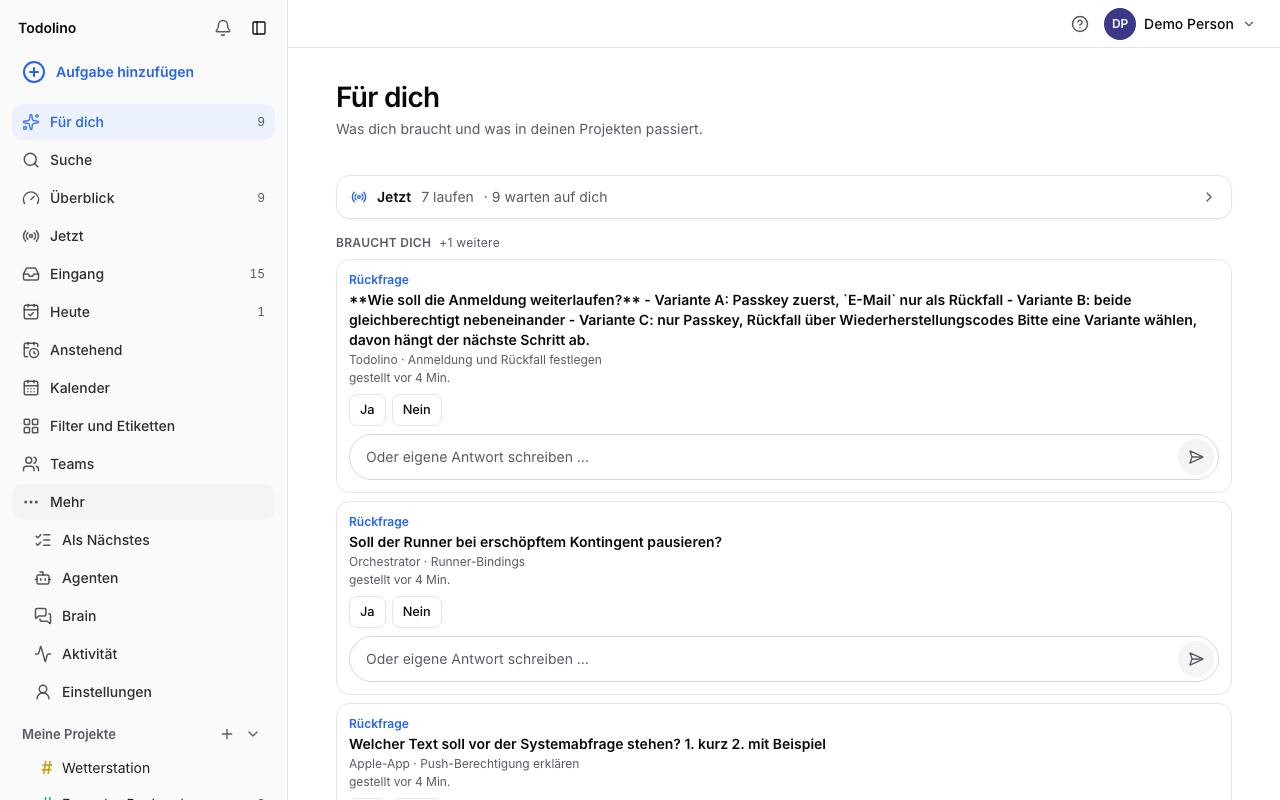 Todolino
Aufgabe hinzufügen
Für dich 9
Suche
Überblick 9
Jetzt
Eingang 15
Heute 1
Anstehend
Kalender
Filter und Etiketten
Teams
Mehr
Als Nächstes
Agenten
Brain
Aktivität
Einstellungen
Meine Projekte
# Wetterstation
DP Demo Person
Für dich
Was dich braucht und was in deinen Projekten passiert.
Jetzt 7 laufen · 9 warten auf dich
BRAUCHT DICH +1 weitere
Rückfrage
**Wie soll die Anmeldung weiterlaufen?** - Variante A: Passkey zuerst, `E-Mail` nur als Rückfall - Variante B: beide
gleichberechtigt nebeneinander - Variante C: nur Passkey, Rückfall über Wiederherstellungscodes Bitte eine Variante wählen,
davon hängt der nächste Schritt ab.
Todolino · Anmeldung und Rückfall festlegen
gestellt vor 4 Min.
Ja Nein
Oder eigene Antwort schreiben ...
Rückfrage
Soll der Runner bei erschöpftem Kontingent pausieren?
Orchestrator · Runner-Bindings
gestellt vor 4 Min.
Ja Nein
Oder eigene Antwort schreiben ...
Rückfrage
Welcher Text soll vor der Systemabfrage stehen? 1. kurz 2. mit Beispiel
Apple-App · Push-Berechtigung erklären
gestellt vor 4 Min.